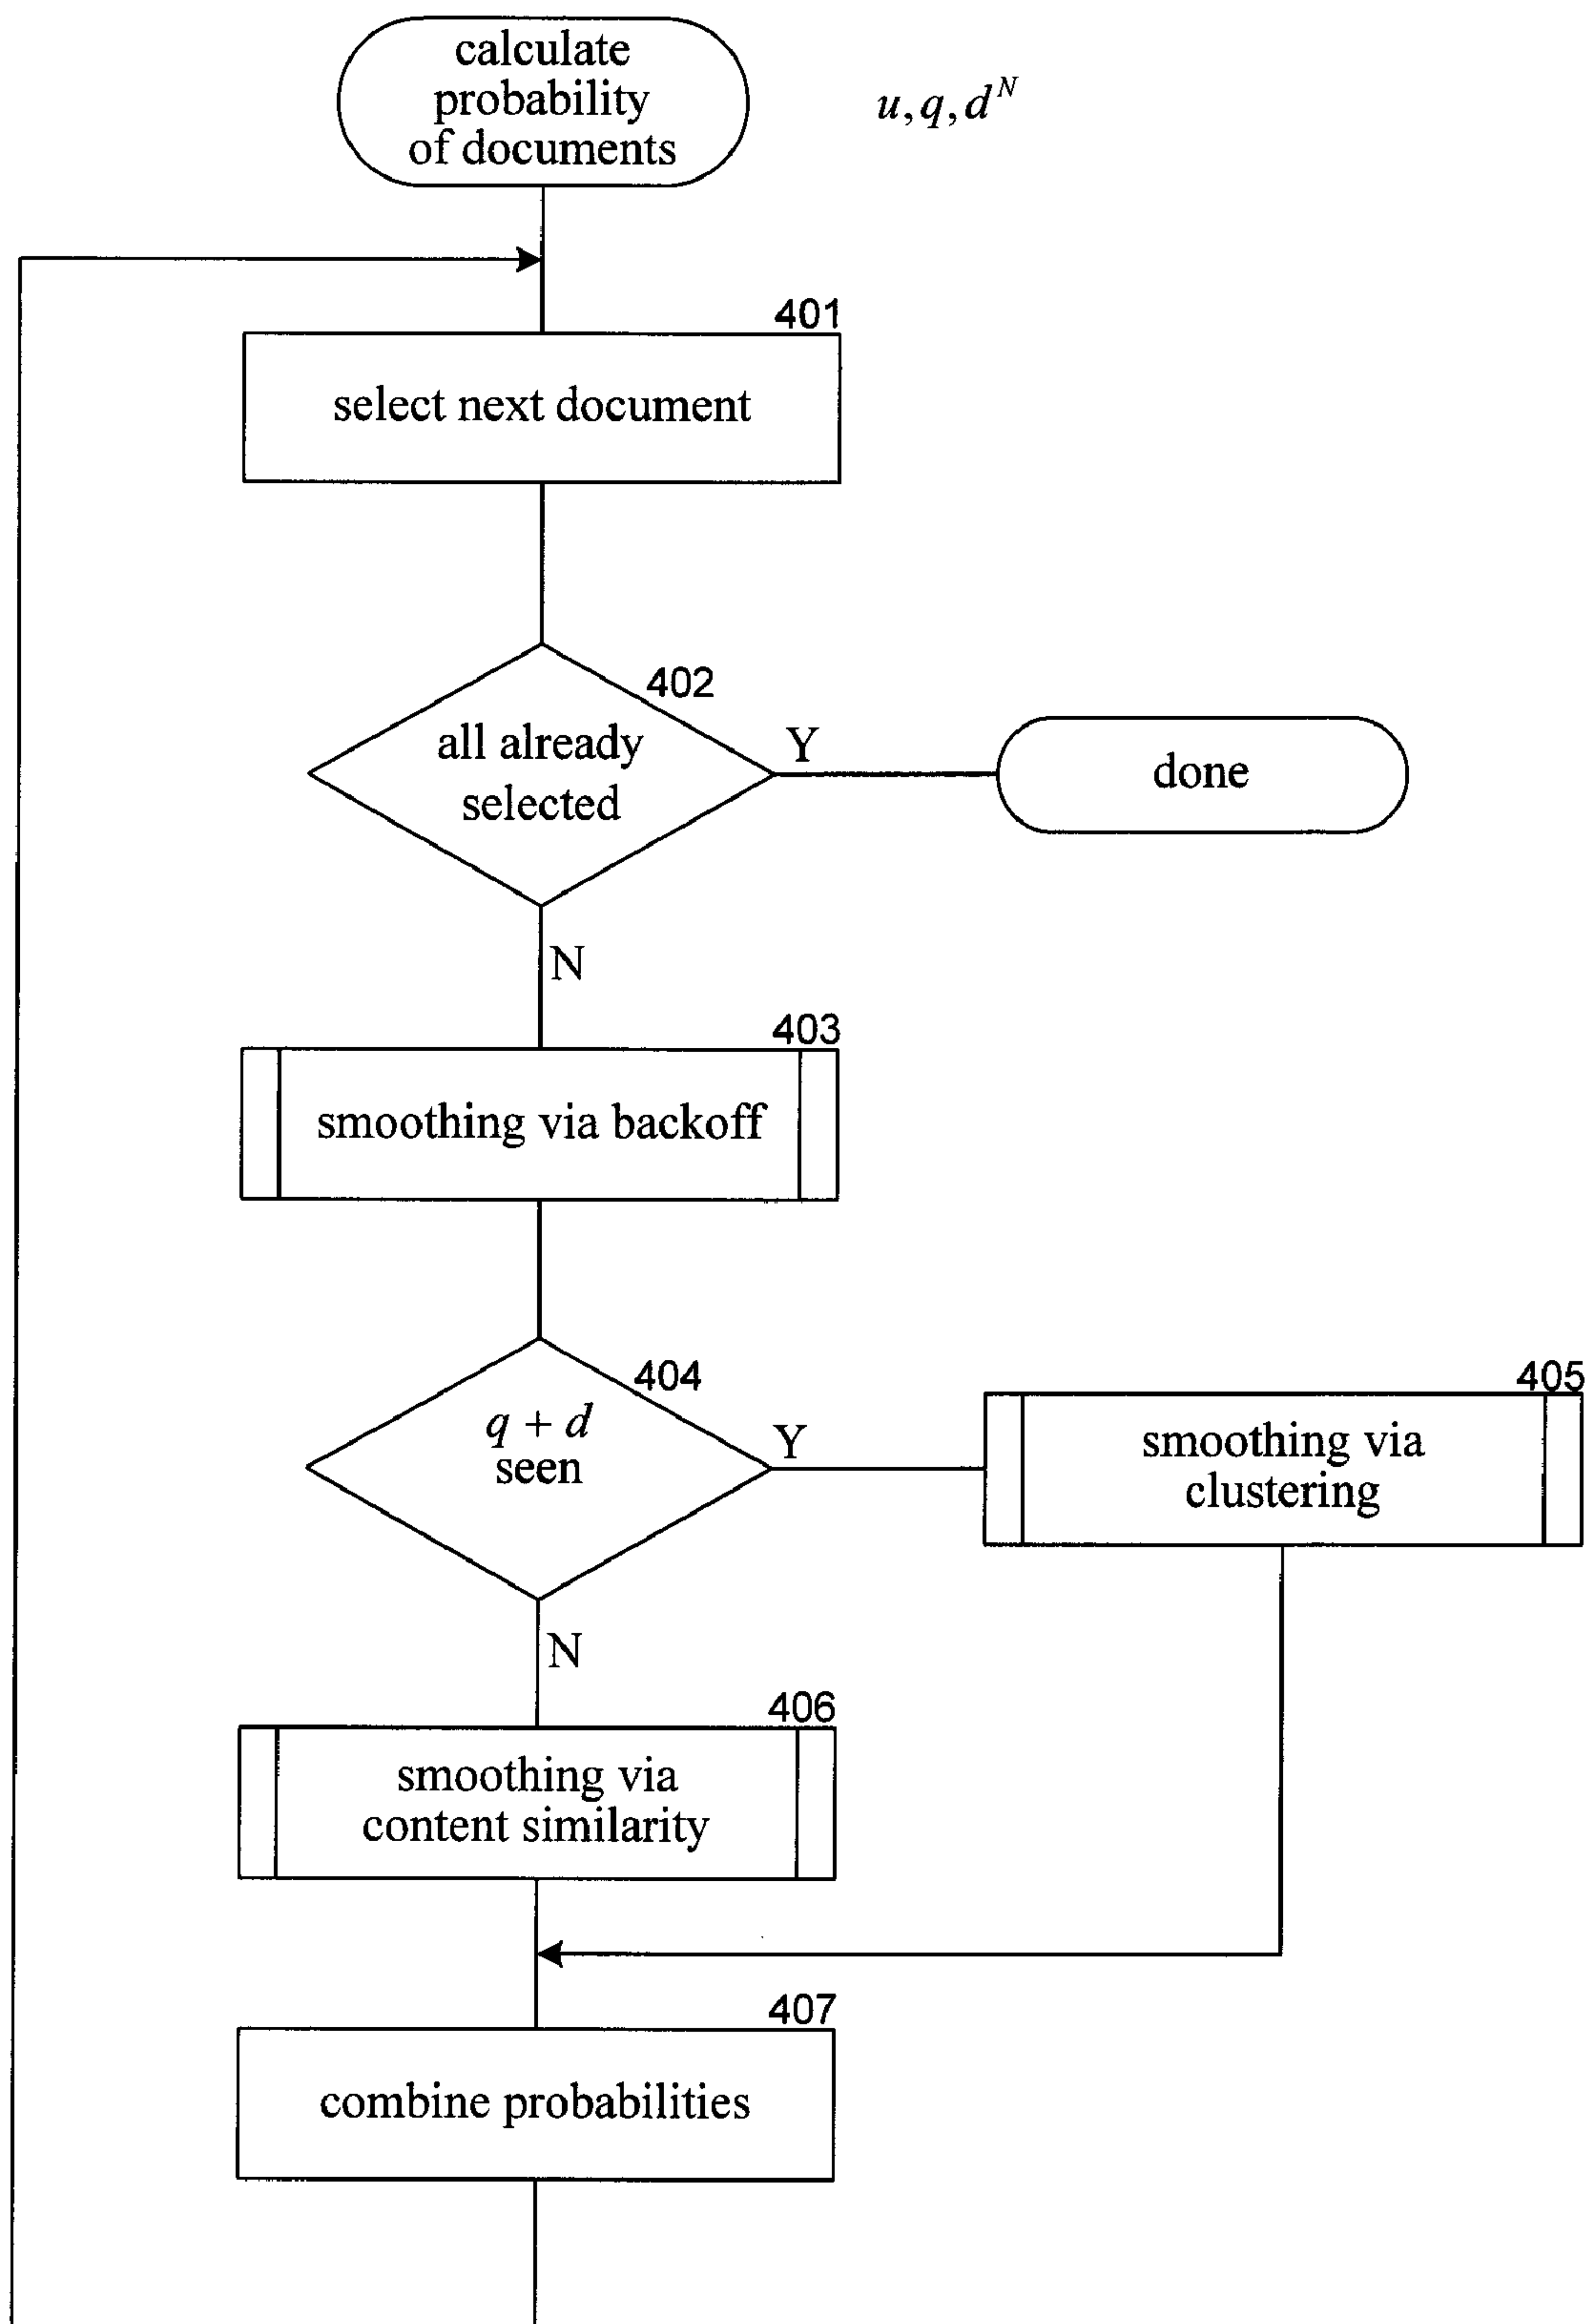 calculate
probability
of documents
u, q, d^N
401
select next document
402
all already
selected
Y
done
N
403
smoothing via backoff
404
q + d
seen
Y
405
smoothing via
clustering
N
406
smoothing via
content similarity
407
combine probabilities